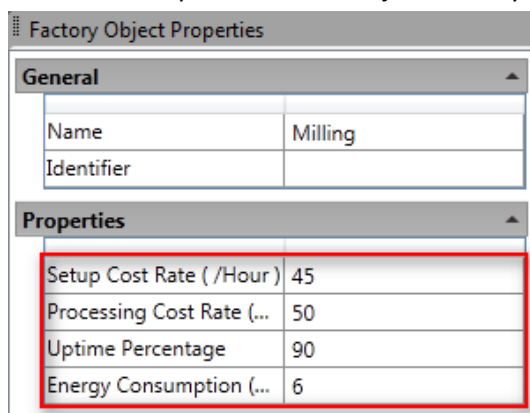 Factory Object Properties
General
Name Milling
Identifier
Properties
Setup Cost Rate ( /Hour ) 45
Processing Cost Rate (... 50
Uptime Percentage 90
Energy Consumption (... 6